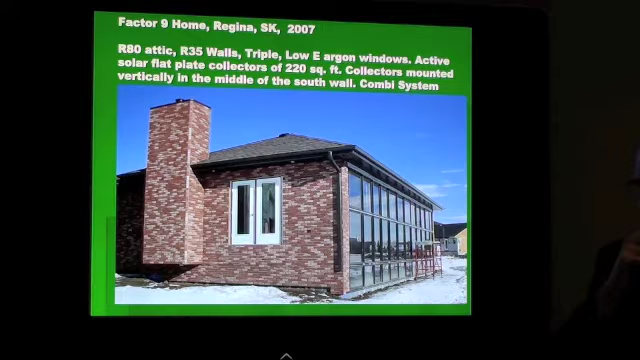 Factor 9 Home, Regina, SK, 2007
R80 attic, R35 Walls, Triple, Low E argon windows. Active
solar flat plate collectors of 220 sq. ft. Collectors mounted
vertically in the middle of the south wall. Combi System